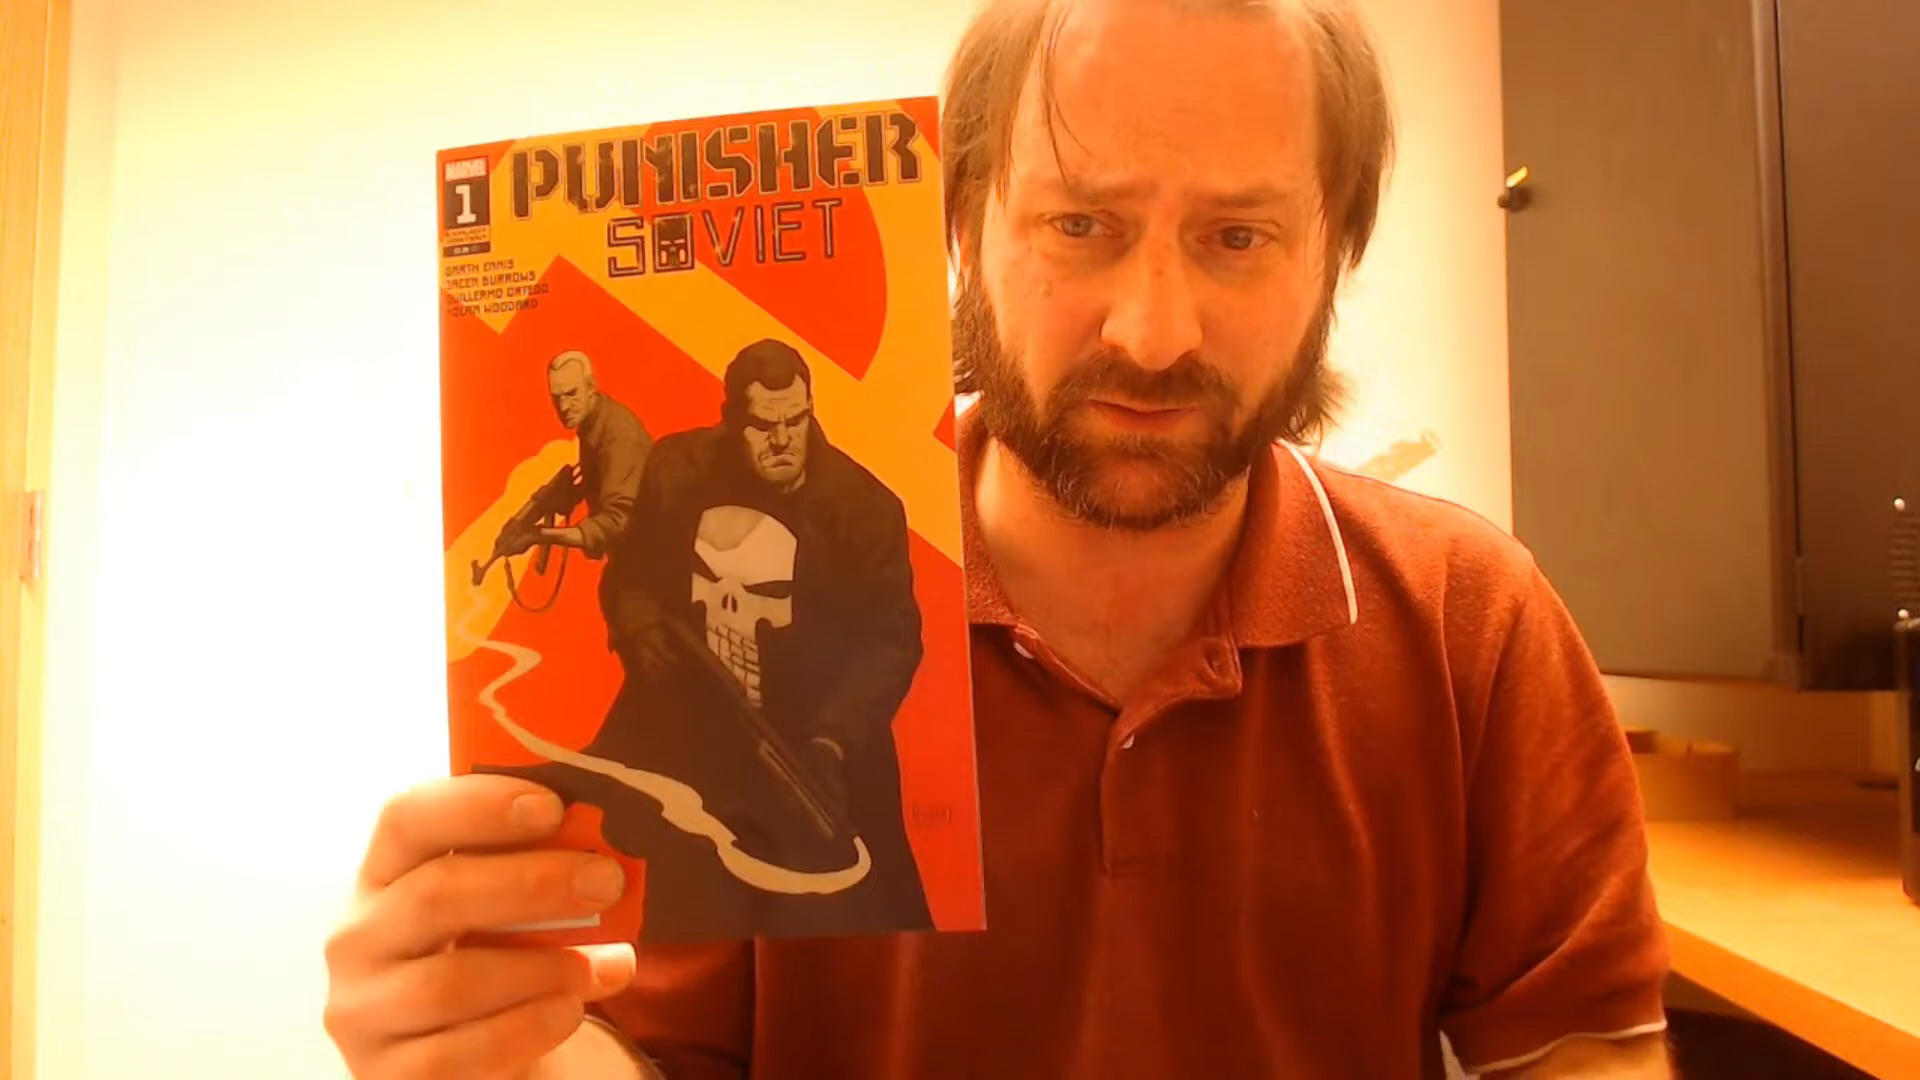 PUNISHER
SOVIET
MARVEL
1
GARTH ENNIS
JACEN BURROWS
GUILLERMO ORTEGO
NOLAN WOODARD